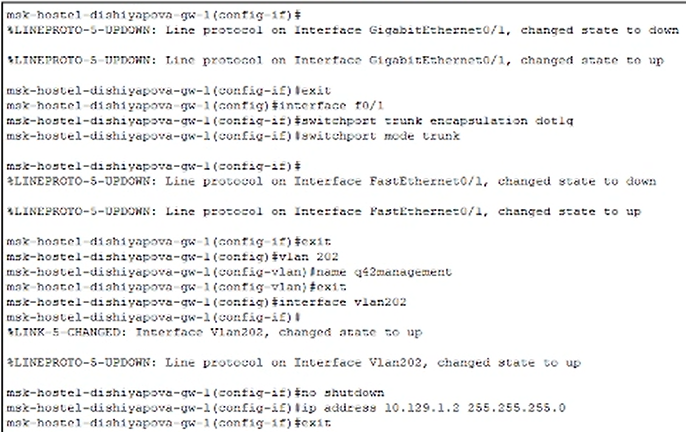 msk-hostel-dishiyapova-gw-1(config-if)#
%LINEPROTO-5-UPDOWN: Line protocol on Interface GigabitEthernet0/1, changed state to down
%LINEPROTO-5-UPDOWN: Line protocol on Interface GigabitEthernet0/1, changed state to up
msk-hostel-dishiyapova-gw-1(config-if)#exit
msk-hostel-dishiyapova-gw-1(config)#interface f0/1
msk-hostel-dishiyapova-gw-1(config-if)#switchport trunk encapsulation dot1q
msk-hostel-dishiyapova-gw-1(config-if)#switchport mode trunk
msk-hostel-dishiyapova-gw-1(config-if)#
%LINEPROTO-5-UPDOWN: Line protocol on Interface FastEthernet0/1, changed state to down
%LINEPROTO-5-UPDOWN: Line protocol on Interface FastEthernet0/1, changed state to up
msk-hostel-dishiyapova-gw-1(config-if)#exit
msk-hostel-dishiyapova-gw-1(config)#vlan 202
msk-hostel-dishiyapova-gw-1(config-vlan)#name q42management
msk-hostel-dishiyapova-gw-1(config-vlan)#exit
msk-hostel-dishiyapova-gw-1(config)#interface vlan202
msk-hostel-dishiyapova-gw-1(config-if)#
%LINK-5-CHANGED: Interface Vlan202, changed state to up
%LINEPROTO-5-UPDOWN: Line protocol on Interface Vlan202, changed state to up
msk-hostel-dishiyapova-gw-1(config-if)#no shutdown
msk-hostel-dishiyapova-gw-1(config-if)#ip address 10.129.1.2 255.255.255.0
msk-hostel-dishiyapova-gw-1(config-if)#exit